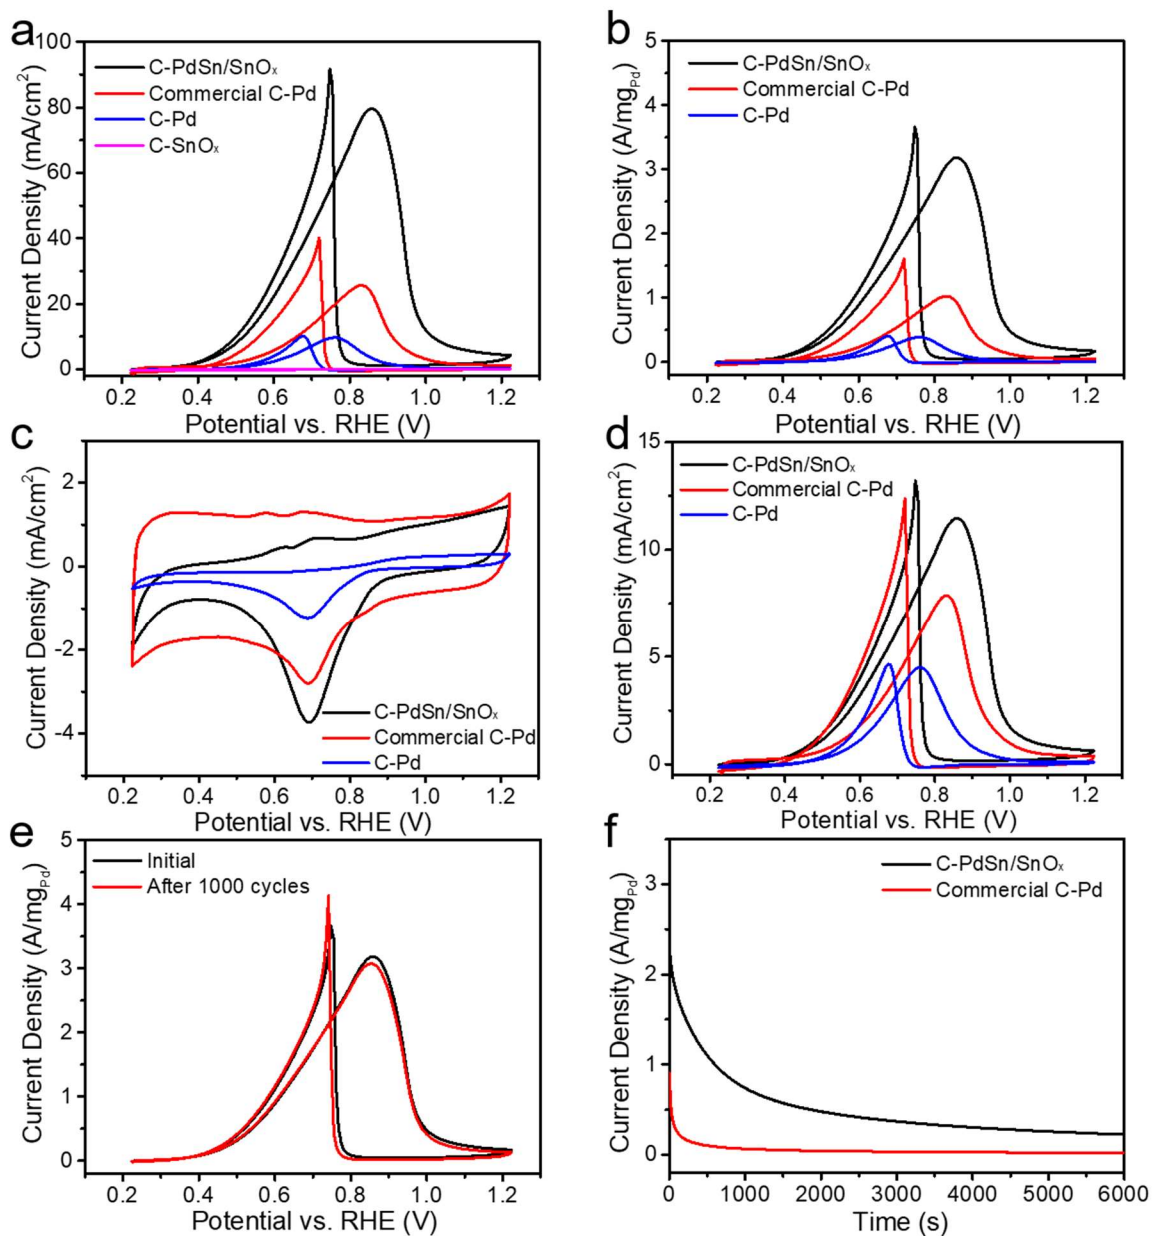 a
100
80
60
40
20
0
Current Density (mA/cm²)
C-PdSn/SnOₓ
Commercial C-Pd
C-Pd
C-SnOₓ
0.2 0.4 0.6 0.8 1.0 1.2
Potential vs. RHE (V)
b
5
4
3
2
1
0
Current Density (A/mg_Pd)
C-PdSn/SnOₓ
Commercial C-Pd
C-Pd
0.2 0.4 0.6 0.8 1.0 1.2
Potential vs. RHE (V)
c
2
0
-2
-4
Current Density (mA/cm²)
C-PdSn/SnOₓ
Commercial C-Pd
C-Pd
0.2 0.4 0.6 0.8 1.0 1.2
Potential vs. RHE (V)
d
15
10
5
0
Current Density (mA/cm²)
C-PdSn/SnOₓ
Commercial C-Pd
C-Pd
0.2 0.4 0.6 0.8 1.0 1.2
Potential vs. RHE (V)
e
5
4
3
2
1
0
Current Density (A/mg_Pd)
Initial
After 1000 cycles
0.2 0.4 0.6 0.8 1.0 1.2
Potential vs. RHE (V)
f
3
2
1
0
Current Density (A/mg_Pd)
C-PdSn/SnOₓ
Commercial C-Pd
0 1000 2000 3000 4000 5000 6000
Time (s)